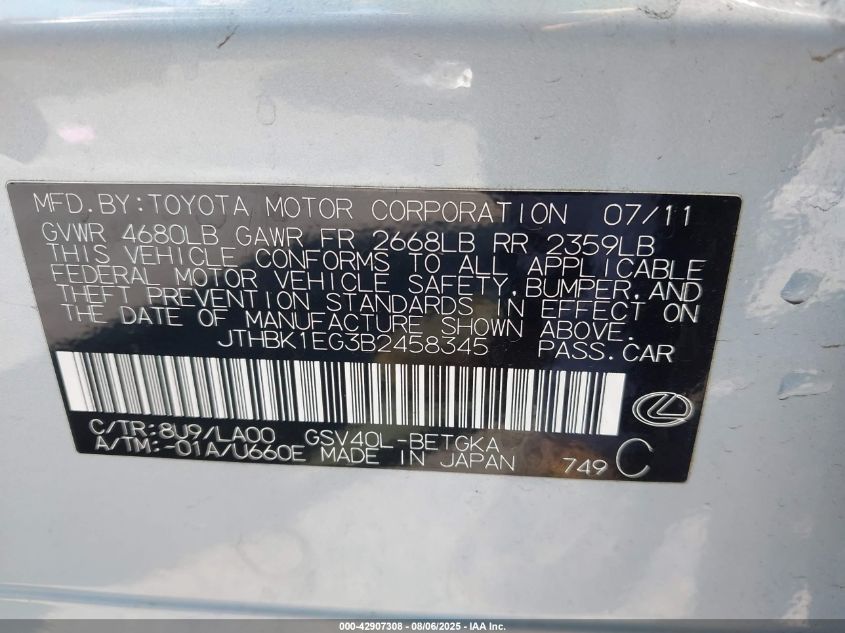 MFD.BY:TOYOTA MOTOR CORPORATION 07/11
GVWR 4680LB GAWR FR 2668LB RR 2359LB
THIS VEHICLE CONFORMS TO ALL APPLICABLE
FEDERAL MOTOR VEHICLE SAFETY,BUMPER,AND
THEFT PREVENTION STANDARDS IN EFFECT ON
THE DATE OF MANUFACTURE SHOWN ABOVE.
JTHBK1EG3B2458345 PASS.CAR
C/TR:8U9/LA00 GSV40L-BETGKA
A/TM:-01A/U660E MADE IN JAPAN 749 C
000-42907308 - 08/06/2025 - IAA Inc.